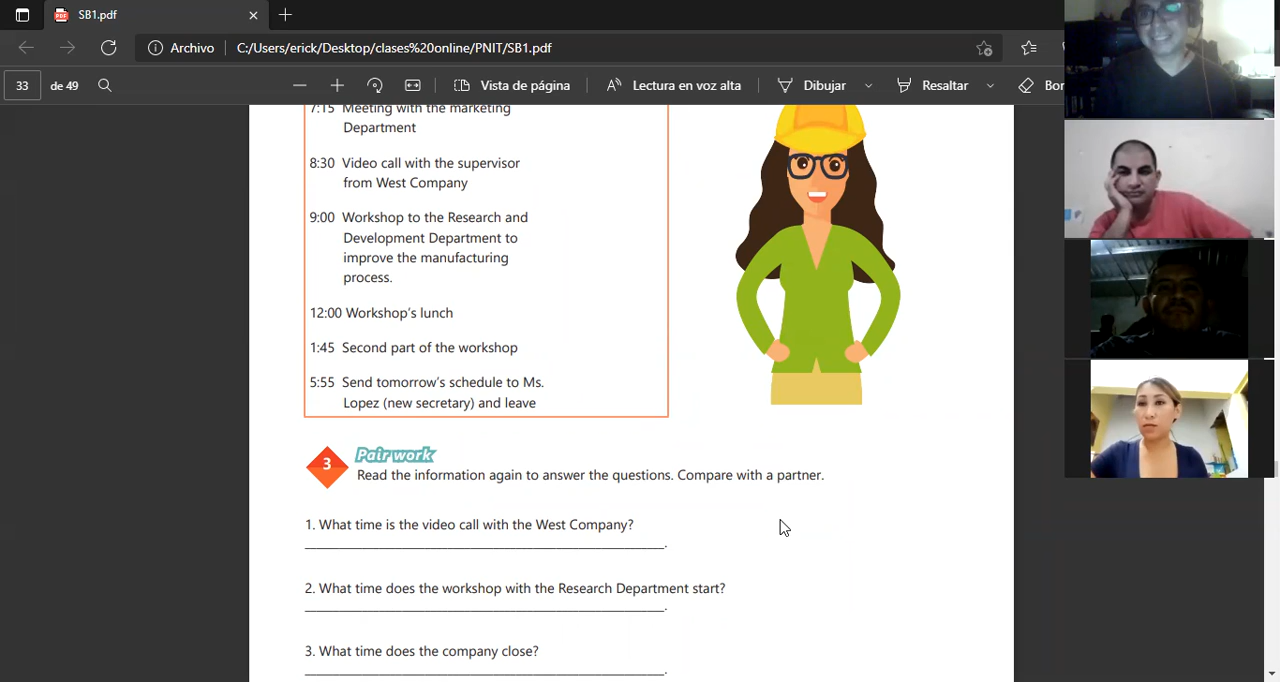 SB1.pdf
Archivo C:/Users/erick/Desktop/clases%20online/PNIT/SB1.pdf
33 de 49 Vista de página Lectura en voz alta Dibujar Resaltar Bor
7:15 Meeting with the marketing
Department
8:30 Video call with the supervisor
from West Company
9:00 Workshop to the Research and
Development Department to
improve the manufacturing
process.
12:00 Workshop's lunch
1:45 Second part of the workshop
5:55 Send tomorrow's schedule to Ms.
Lopez (new secretary) and leave
3 Pair work
Read the information again to answer the questions. Compare with a partner.
1. What time is the video call with the West Company?
2. What time does the workshop with the Research Department start?
3. What time does the company close?